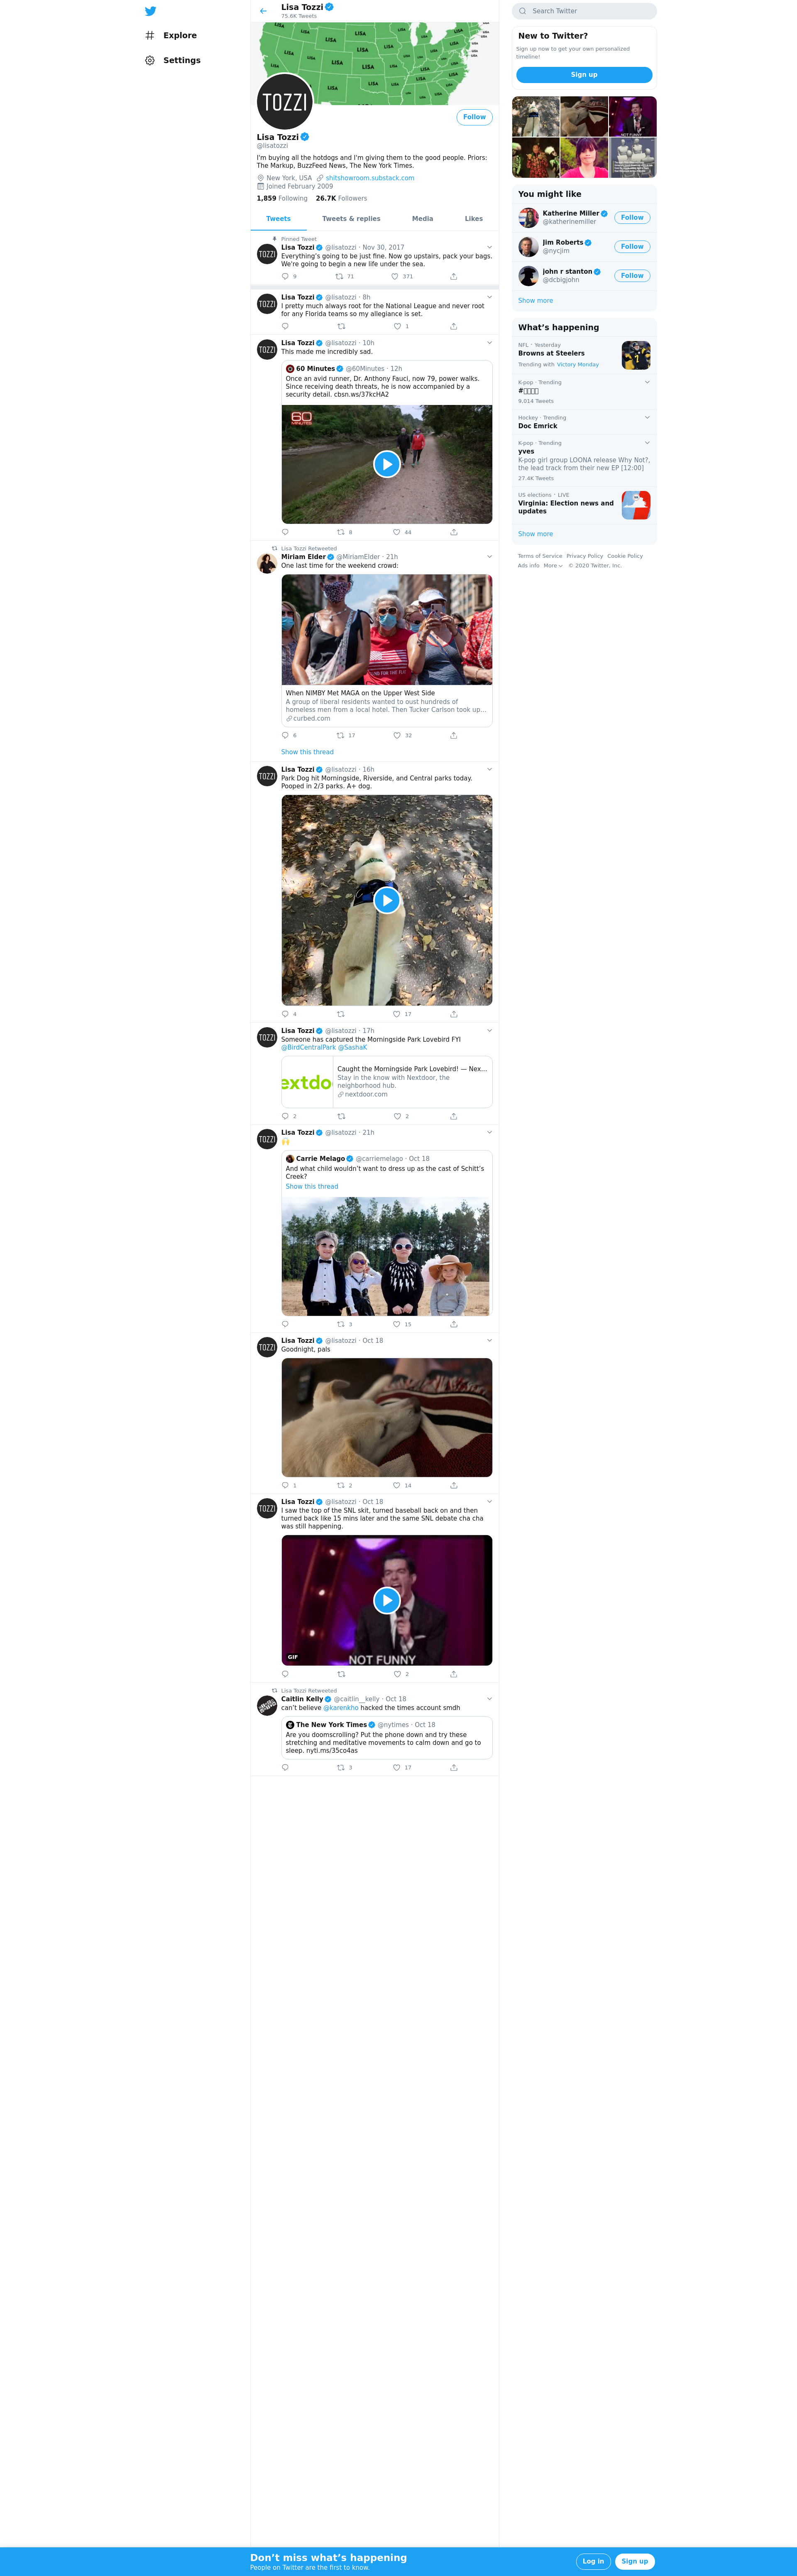 Explore
Settings
Lisa Tozzi
75.6K Tweets
TOZZI
Follow
Lisa Tozzi
@lisatozzi
I'm buying all the hotdogs and I'm giving them to the good people. Priors:
The Markup, BuzzFeed News, The New York Times.
New York, USA shitshowroom.substack.com
Joined February 2009
1,859 Following 26.7K Followers
Tweets Tweets & replies Media Likes
Pinned Tweet
Lisa Tozzi @lisatozzi · Nov 30, 2017
Everything's going to be just fine. Now go upstairs, pack your bags.
We're going to begin a new life under the sea.
9 71 371
Lisa Tozzi @lisatozzi · 8h
I pretty much always root for the National League and never root
for any Florida teams so my allegiance is set.
1
Lisa Tozzi @lisatozzi · 10h
This made me incredibly sad.
60 Minutes @60Minutes · 12h
Once an avid runner, Dr. Anthony Fauci, now 79, power walks.
Since receiving death threats, he is now accompanied by a
security detail. cbsn.ws/37kcHA2
60
MINUTES
8 44
Lisa Tozzi Retweeted
Miriam Elder @MiriamElder · 21h
One last time for the weekend crowd:
When NIMBY Met MAGA on the Upper West Side
A group of liberal residents wanted to oust hundreds of
homeless men from a local hotel. Then Tucker Carlson took up...
curbed.com
6 17 32
Show this thread
Lisa Tozzi @lisatozzi · 16h
Park Dog hit Morningside, Riverside, and Central parks today.
Pooped in 2/3 parks. A+ dog.
4 17
Lisa Tozzi @lisatozzi · 17h
Someone has captured the Morningside Park Lovebird FYI
@BirdCentralPark @SashaK
extdoo
Caught the Morningside Park Lovebird! — Nex...
Stay in the know with Nextdoor, the
neighborhood hub.
nextdoor.com
2 2
Lisa Tozzi @lisatozzi · 21h
🙌
Carrie Melago @carriemelago · Oct 18
And what child wouldn't want to dress up as the cast of Schitt's
Creek?
Show this thread
3 15
Lisa Tozzi @lisatozzi · Oct 18
Goodnight, pals
1 2 14
Lisa Tozzi @lisatozzi · Oct 18
I saw the top of the SNL skit, turned baseball back on and then
turned back like 15 mins later and the same SNL debate cha cha
was still happening.
NOT FUNNY
GIF
2
Lisa Tozzi Retweeted
Caitlin Kelly @caitlin__kelly · Oct 18
can't believe @karenkho hacked the times account smdh
The New York Times @nytimes · Oct 18
Are you doomscrolling? Put the phone down and try these
stretching and meditative movements to calm down and go to
sleep. nyti.ms/35co4as
3 17
Search Twitter
New to Twitter?
Sign up now to get your own personalized
timeline!
Sign up
NOT FUNNY
You might like
Katherine Miller
@katherinemiller
Follow
Jim Roberts
@nycjim
Follow
john r stanton
@dcbigjohn
Follow
Show more
What's happening
NFL · Yesterday
Browns at Steelers
Trending with Victory Monday
K-pop · Trending
#▯▯▯▯
9,014 Tweets
Hockey · Trending
Doc Emrick
K-pop · Trending
yves
K-pop girl group LOONA release Why Not?,
the lead track from their new EP [12:00]
27.4K Tweets
US elections · LIVE
Virginia: Election news and
updates
Show more
Terms of Service Privacy Policy Cookie Policy
Ads info More © 2020 Twitter, Inc.
Don't miss what's happening
People on Twitter are the first to know.
Log in Sign up